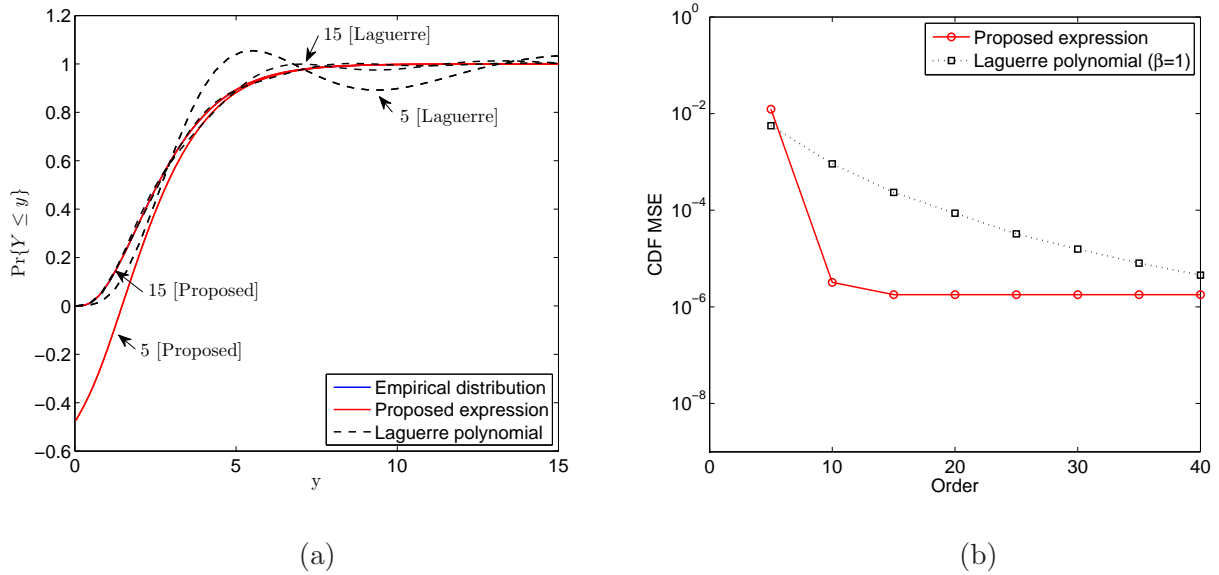 1.2
1
0.8
0.6
0.4
0.2
0
−0.2
−0.4
−0.6
0
5
10
15
Pr{Y ≤ y}
y
15 [Laguerre]
5 [Laguerre]
15 [Proposed]
5 [Proposed]
Empirical distribution
Proposed expression
Laguerre polynomial
(a)
10^0
10^−2
10^−4
10^−6
10^−8
0
10
20
30
40
CDF MSE
Order
Proposed expression
Laguerre polynomial (β=1)
(b)